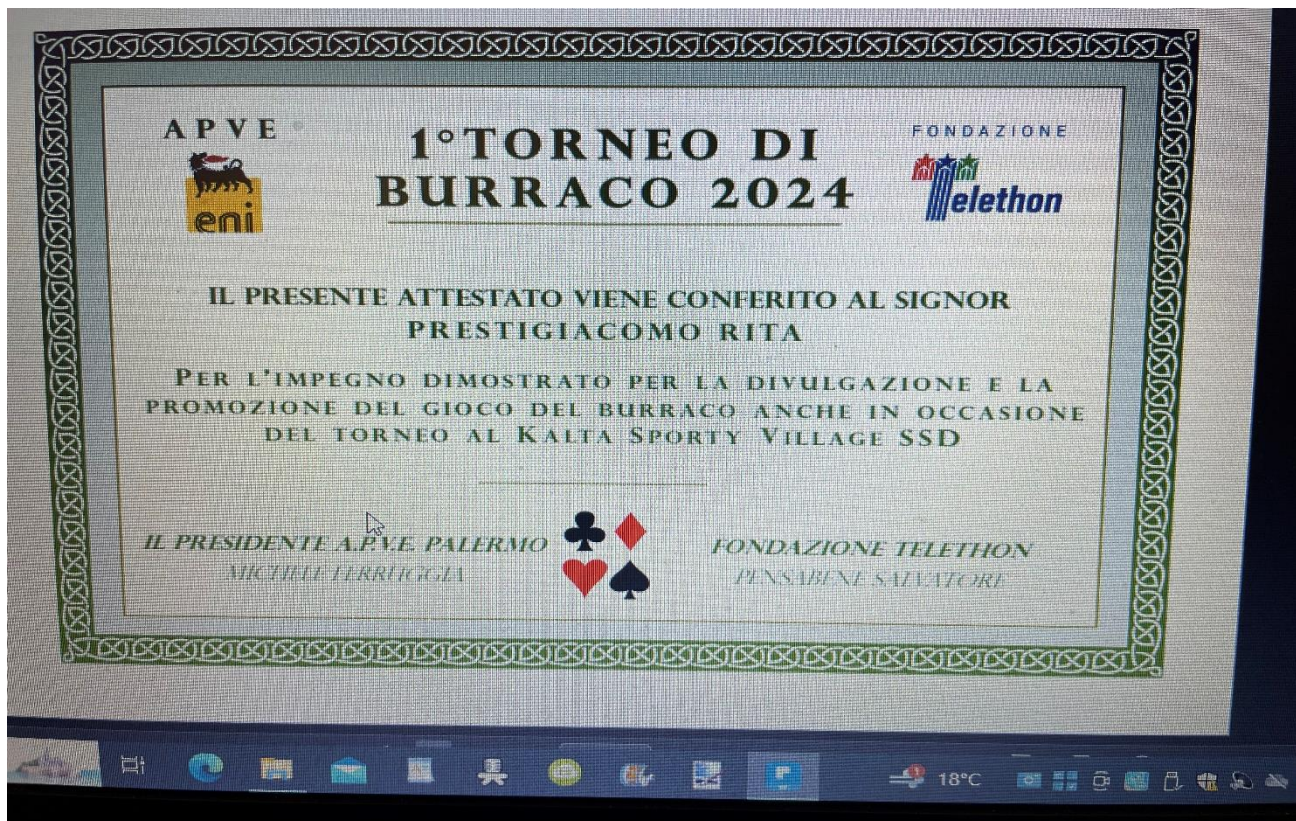 APVE
eni
1°TORNEO DI
BURRACO 2024
FONDAZIONE
Telethon
IL PRESENTE ATTESTATO VIENE CONFERITO AL SIGNOR
PRESTIGIACOMO RITA
PER L'IMPEGNO DIMOSTRATO PER LA DIVULGAZIONE E LA
PROMOZIONE DEL GIOCO DEL BURRACO ANCHE IN OCCASIONE
DEL TORNEO AL KALTA SPORTY VILLAGE SSD
IL PRESIDENTE A.P.V.E. PALERMO
MICHELE FERRUGGIA
FONDAZIONE TELETHON
PENSABENE SALVATORE
18°C